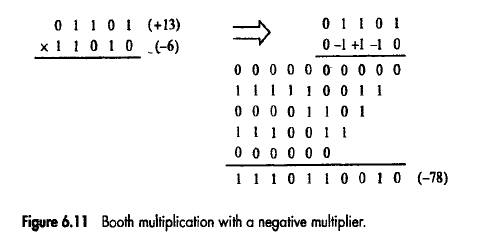 0 1 1 0 1 (+13)
× 1 1 0 1 0 (-6)
0 1 1 0 1
0 -1 +1 -1 0
0 0 0 0 0 0 0 0 0 0
1 1 1 1 1 0 0 1 1
0 0 0 0 1 1 0 1
1 1 1 0 0 1 1
0 0 0 0 0 0
1 1 1 0 1 1 0 0 1 0 (-78)
Figure 6.11 Booth multiplication with a negative multiplier.